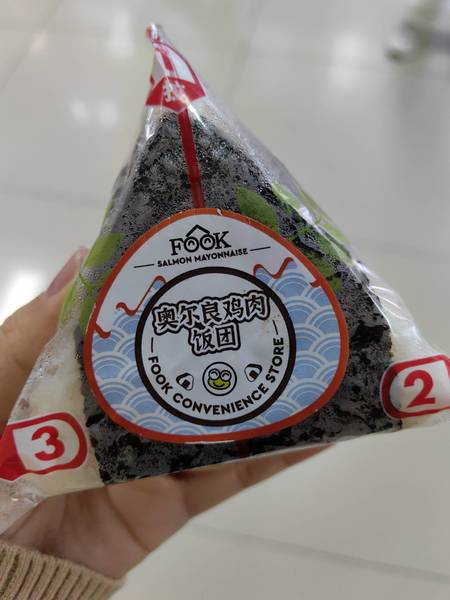 FOOK
SALMON MAYONNAISE
奥尔良鸡肉
饭团
FOOK CONVENIENCE STORE
3
2